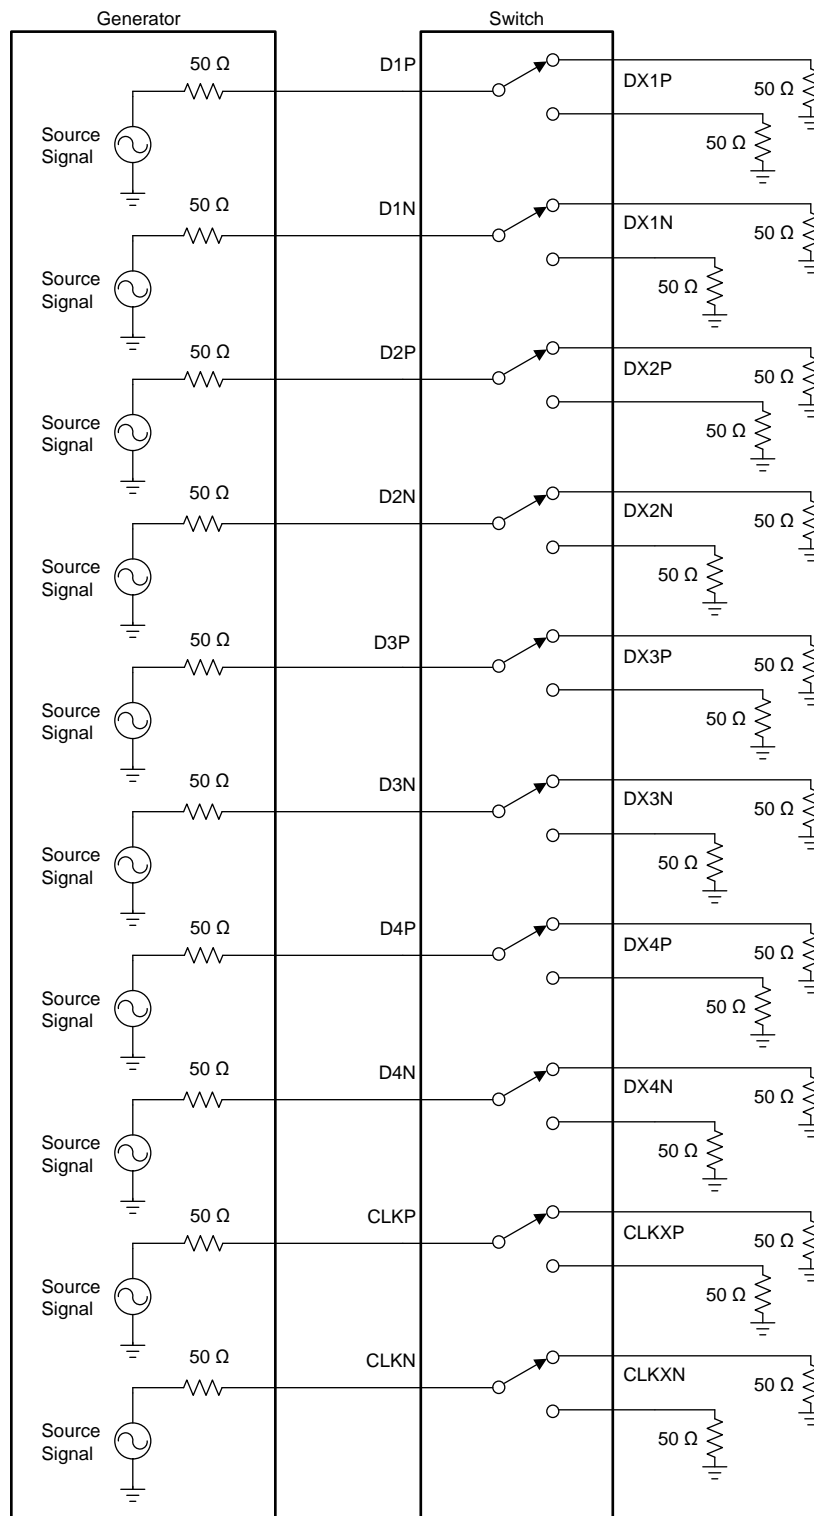 Generator
Switch
50 Ω
D1P
DX1P
50 Ω
Source
Signal
50 Ω
50 Ω
D1N
DX1N
50 Ω
Source
Signal
50 Ω
50 Ω
D2P
DX2P
50 Ω
Source
Signal
50 Ω
50 Ω
D2N
DX2N
50 Ω
Source
Signal
50 Ω
50 Ω
D3P
DX3P
50 Ω
Source
Signal
50 Ω
50 Ω
D3N
DX3N
50 Ω
Source
Signal
50 Ω
50 Ω
D4P
DX4P
50 Ω
Source
Signal
50 Ω
50 Ω
D4N
DX4N
50 Ω
Source
Signal
50 Ω
50 Ω
CLKP
CLKXP
50 Ω
Source
Signal
50 Ω
50 Ω
CLKN
CLKXN
50 Ω
Source
Signal
50 Ω